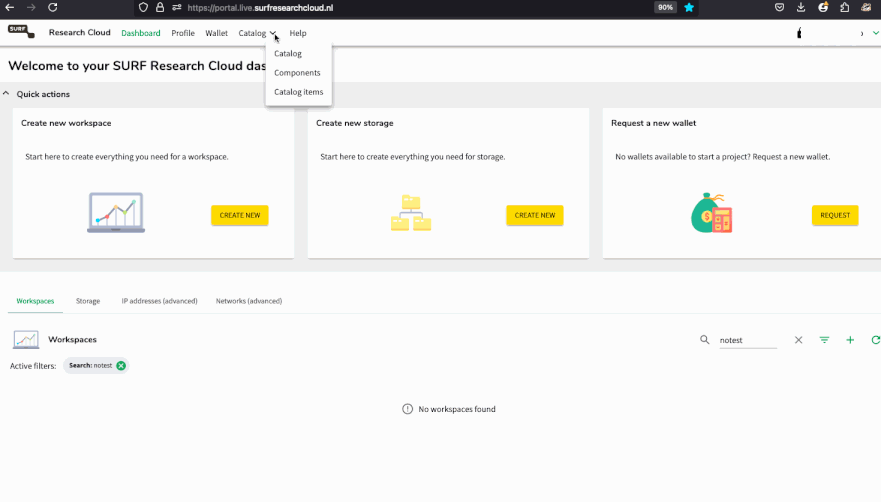 https://portal.live.surfresearchcloud.nl
90%
SURF
Research Cloud
Dashboard
Profile
Wallet
Catalog
Help
Catalog
Components
Catalog items
Welcome to your SURF Research Cloud das
Quick actions
Create new workspace
Start here to create everything you need for a workspace.
CREATE NEW
Create new storage
Start here to create everything you need for storage.
CREATE NEW
Request a new wallet
No wallets available to start a project? Request a new wallet.
REQUEST
Workspaces
Storage
IP addresses (advanced)
Networks (advanced)
Workspaces
notest
Active filters:
Search: notest
No workspaces found